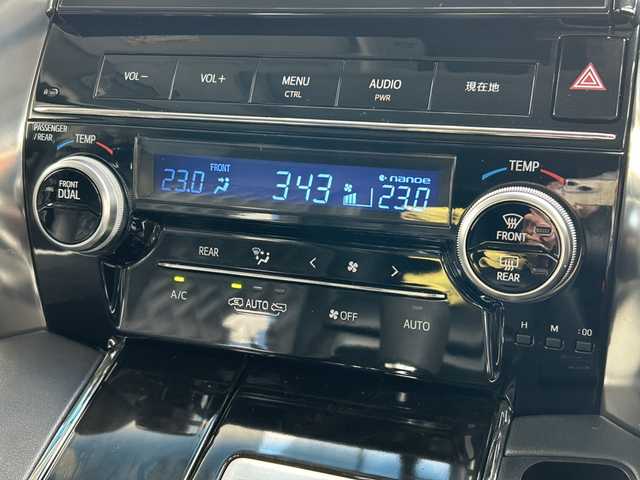 VOL− VOL+ MENU CTRL AUDIO PWR 現在地
PASSENGER /REAR TEMP
FRONT DUAL
23.0 FRONT 3:43 nanoe 23.0
TEMP
FRONT
REAR
REAR
A/C AUTO OFF AUTO
H M :00